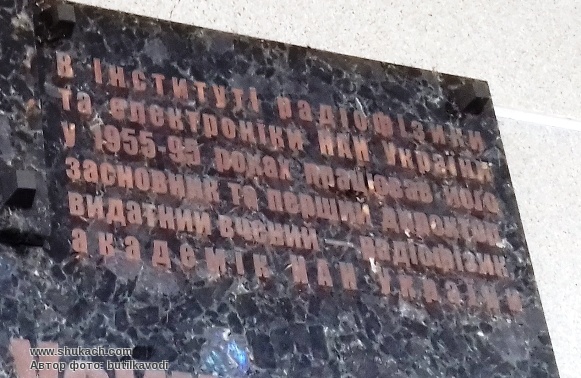 В Інституті радіофізики
та електроніки НАН України
у 1955-93 роках працював його
засновник та перший директор,
видатний вчений — радіофізик
академік НАН України
www.shukach.com
Автор фото: butilkavodi